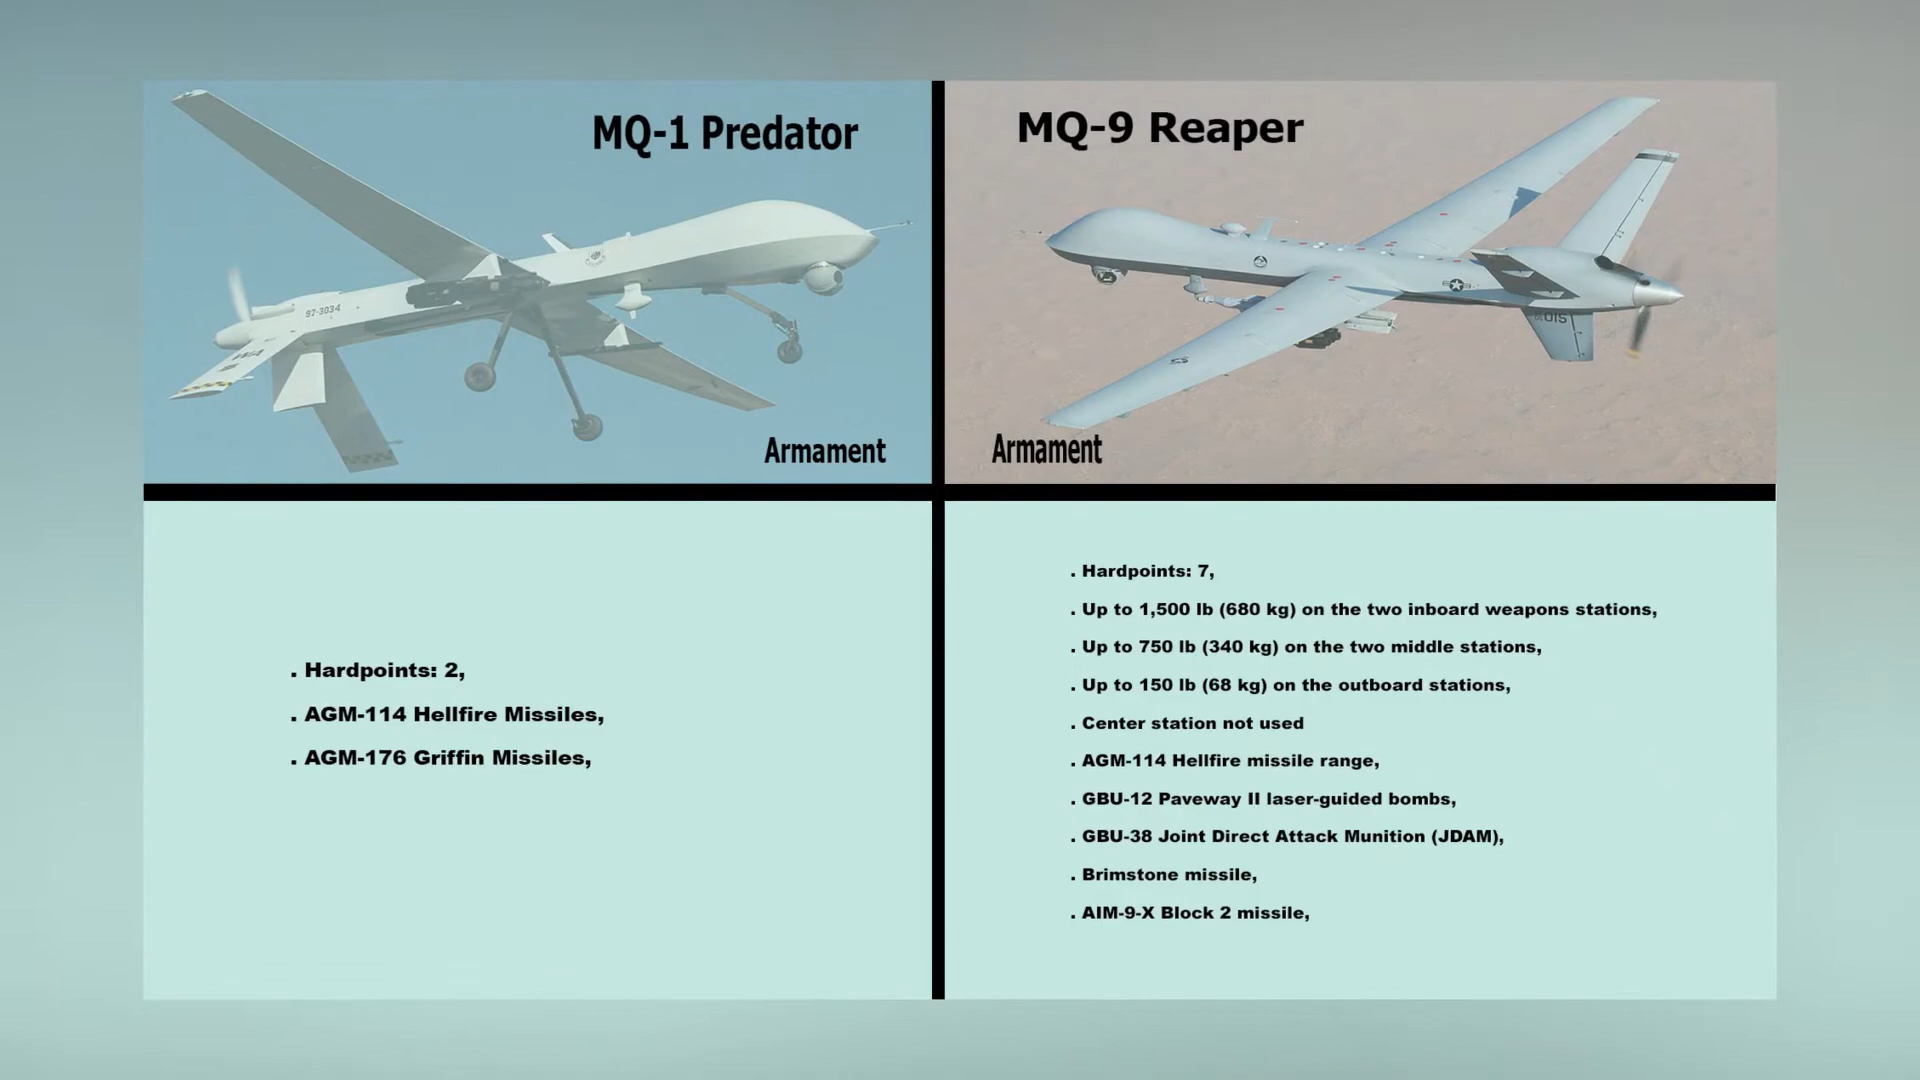 MQ-1 Predator
97-3034
WA
Armament
MQ-9 Reaper
015
Armament
. Hardpoints: 2,
. AGM-114 Hellfire Missiles,
. AGM-176 Griffin Missiles,
. Hardpoints: 7,
. Up to 1,500 lb (680 kg) on the two inboard weapons stations,
. Up to 750 lb (340 kg) on the two middle stations,
. Up to 150 lb (68 kg) on the outboard stations,
. Center station not used
. AGM-114 Hellfire missile range,
. GBU-12 Paveway II laser-guided bombs,
. GBU-38 Joint Direct Attack Munition (JDAM),
. Brimstone missile,
. AIM-9-X Block 2 missile,